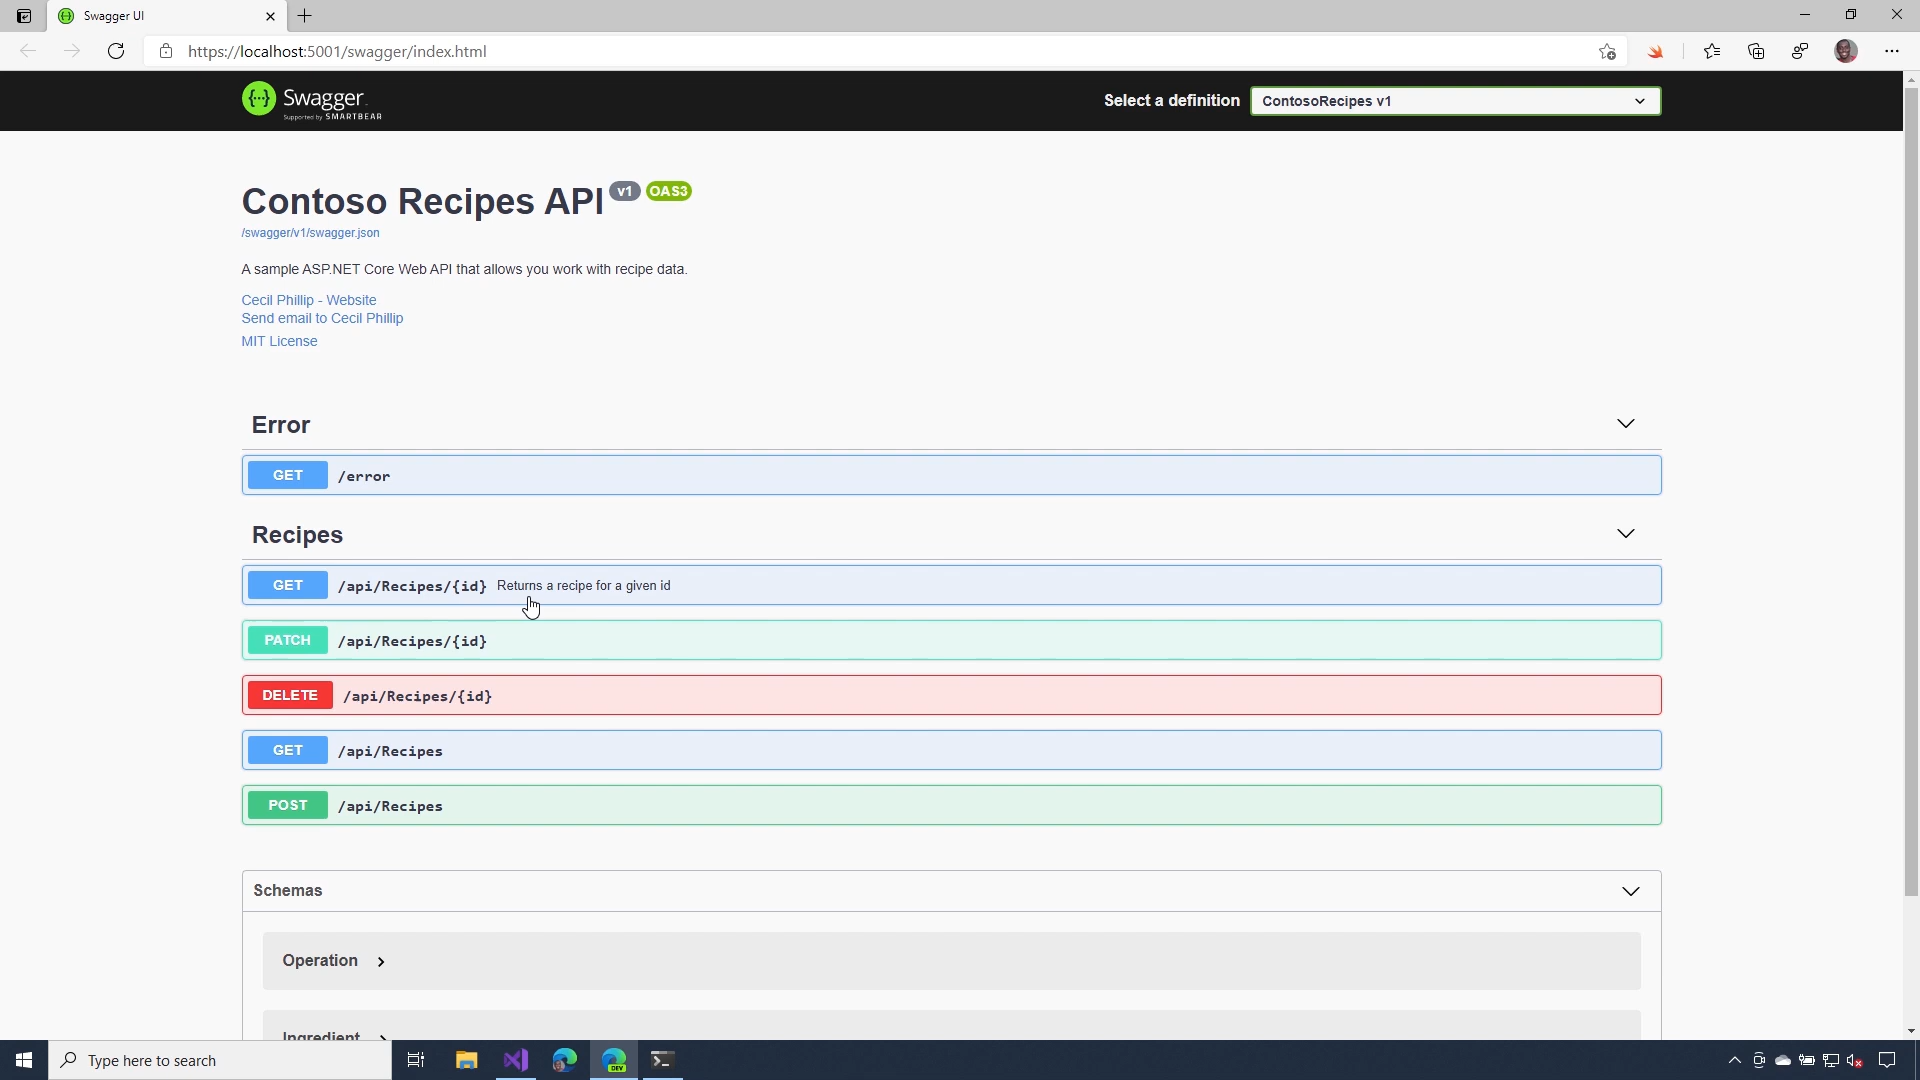 Swagger UI
https://localhost:5001/swagger/index.html
Swagger
Supported by SMARTBEAR
Select a definition
ContosoRecipes v1
Contoso Recipes API v1 OAS3
/swagger/v1/swagger.json
A sample ASP.NET Core Web API that allows you work with recipe data.
Cecil Phillip - Website
Send email to Cecil Phillip
MIT License
Error
GET /error
Recipes
GET /api/Recipes/{id} Returns a recipe for a given id
PATCH /api/Recipes/{id}
DELETE /api/Recipes/{id}
GET /api/Recipes
POST /api/Recipes
Schemas
Operation
Ingredient
Type here to search
DEV